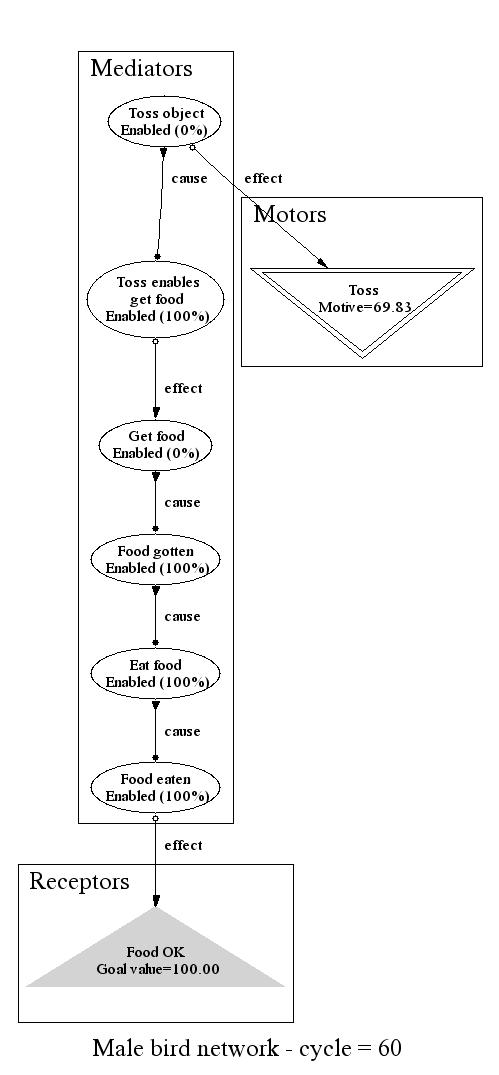 Mediators
Toss object
Enabled (0%)
cause
effect
Motors
Toss
Motive=69.83
Toss enables
get food
Enabled (100%)
effect
Get food
Enabled (0%)
cause
Food gotten
Enabled (100%)
cause
Eat food
Enabled (100%)
cause
Food eaten
Enabled (100%)
effect
Receptors
Food OK
Goal value=100.00
Male bird network - cycle = 60